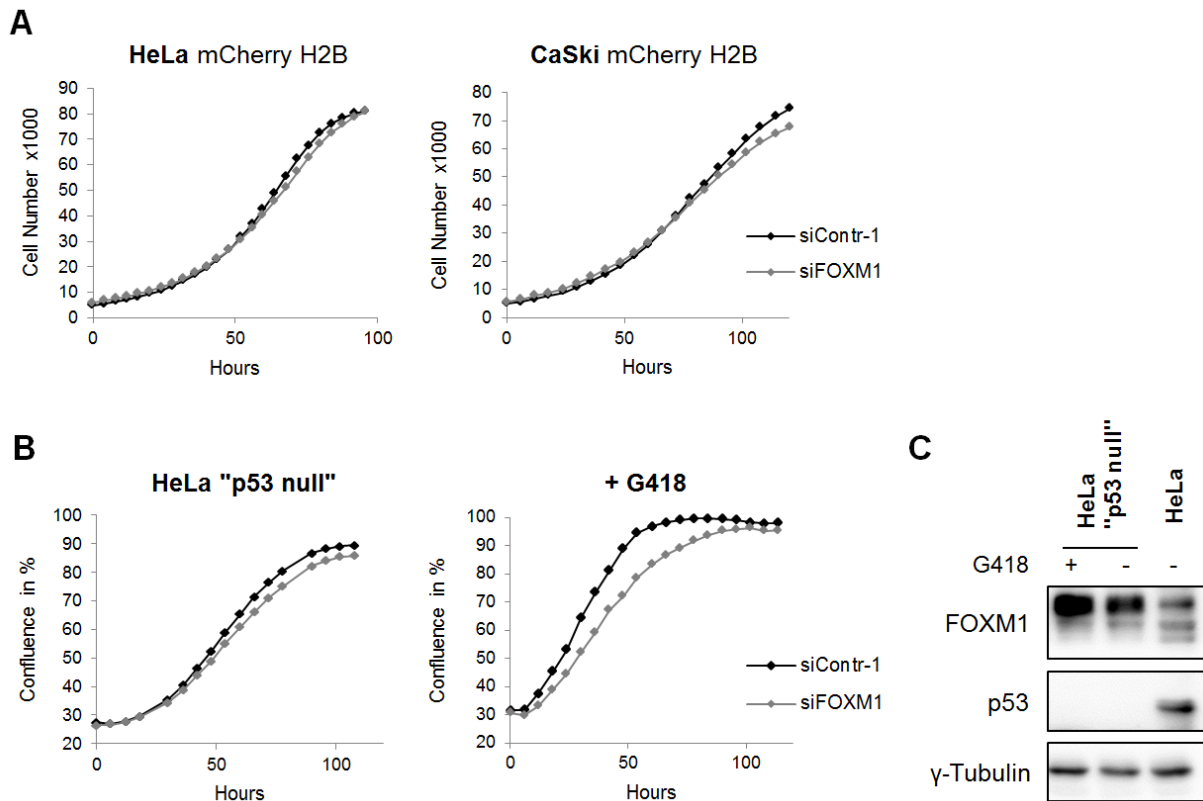 A
HeLa mCherry H2B
Cell Number x1000
90
80
70
60
50
40
30
20
10
0
0 50 100
Hours
CaSki mCherry H2B
Cell Number x1000
80
70
60
50
40
30
20
10
0
0 50 100
Hours
siContr-1
siFOXM1
B
HeLa "p53 null"
Confluence in %
100
90
80
70
60
50
40
30
20
0 50 100
Hours
+ G418
Confluence in %
100
90
80
70
60
50
40
30
20
0 50 100
Hours
siContr-1
siFOXM1
C
HeLa
"p53 null"
HeLa
G418 + - -
FOXM1
p53
γ-Tubulin